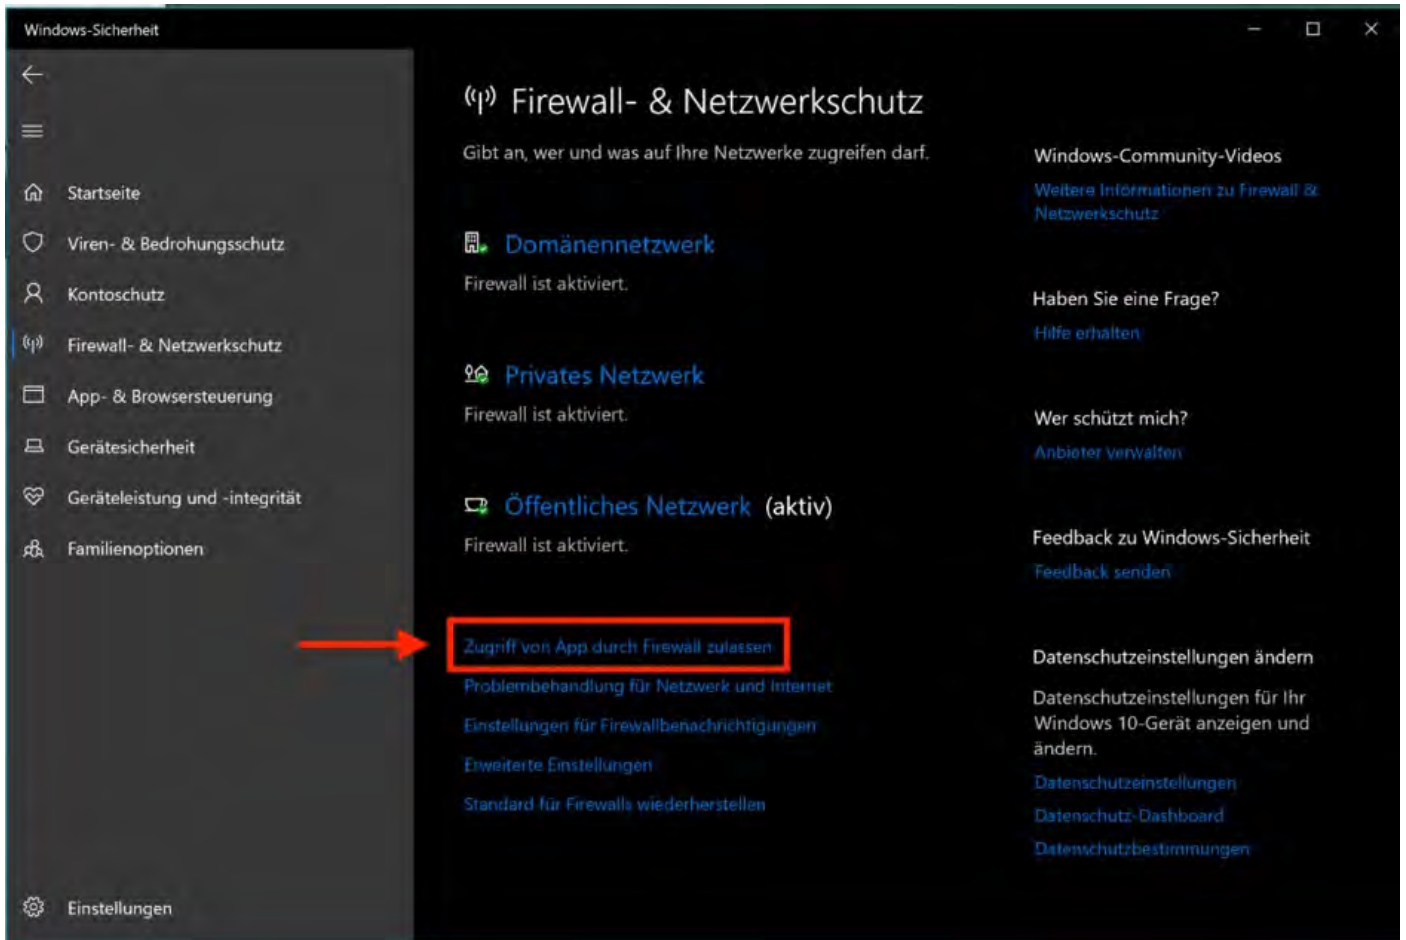 Windows-Sicherheit
Startseite
Viren- & Bedrohungsschutz
Kontoschutz
Firewall- & Netzwerkschutz
App- & Browsersteuerung
Gerätesicherheit
Geräteleistung und -integrität
Familienoptionen
Einstellungen
Firewall- & Netzwerkschutz
Gibt an, wer und was auf Ihre Netzwerke zugreifen darf.
Domänennetzwerk
Firewall ist aktiviert.
Privates Netzwerk
Firewall ist aktiviert.
Öffentliches Netzwerk (aktiv)
Firewall ist aktiviert.
Zugriff von App durch Firewall zulassen
Problembehandlung für Netzwerk und Internet
Einstellungen für Firewallbenachrichtigungen
Erweiterte Einstellungen
Standard für Firewalls wiederherstellen
Windows-Community-Videos
Weitere Informationen zu Firewall &
Netzwerkschutz
Haben Sie eine Frage?
Hilfe erhalten
Wer schützt mich?
Anbieter verwalten
Feedback zu Windows-Sicherheit
Feedback senden
Datenschutzeinstellungen ändern
Datenschutzeinstellungen für Ihr
Windows 10-Gerät anzeigen und
ändern.
Datenschutzeinstellungen
Datenschutz-Dashboard
Datenschutzbestimmungen